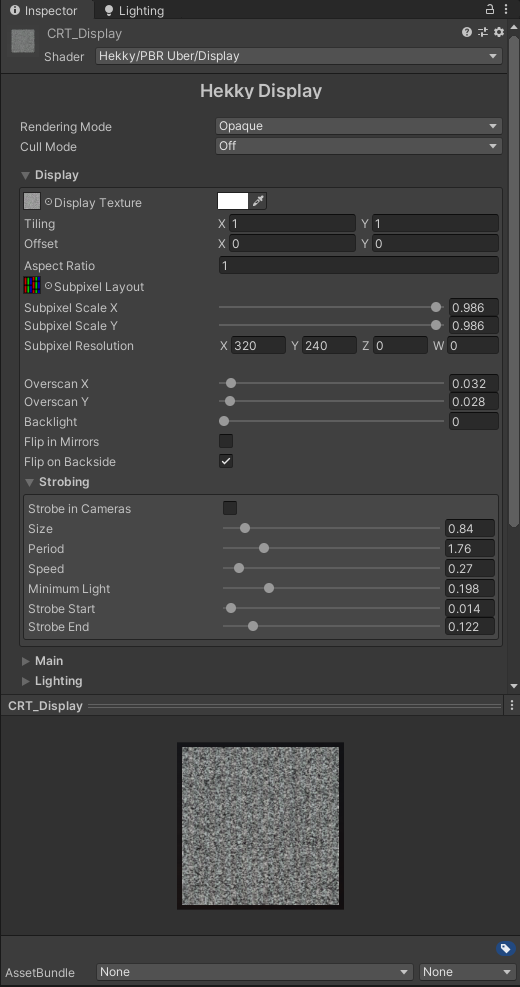 Inspector Lighting
CRT_Display
Shader Hekky/PBR Uber/Display
Hekky Display
Rendering Mode Opaque
Cull Mode Off
Display
Display Texture
Tiling X 1 Y 1
Offset X 0 Y 0
Aspect Ratio 1
Subpixel Layout
Subpixel Scale X 0.986
Subpixel Scale Y 0.986
Subpixel Resolution X 320 Y 240 Z 0 W 0
Overscan X 0.032
Overscan Y 0.028
Backlight 0
Flip in Mirrors
Flip on Backside
Strobing
Strobe in Cameras
Size 0.84
Period 1.76
Speed 0.27
Minimum Light 0.198
Strobe Start 0.014
Strobe End 0.122
Main
Lighting
CRT_Display
AssetBundle None None